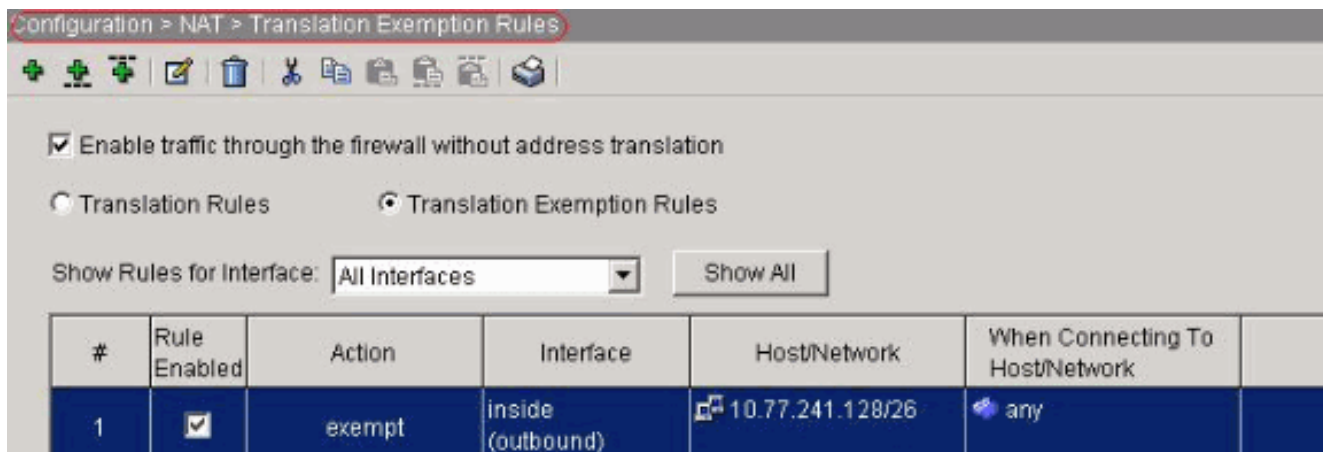 Configuration > NAT > Translation Exemption Rules
Enable traffic through the firewall without address translation
Translation Rules Translation Exemption Rules
Show Rules for Interface: All Interfaces Show All
# Rule Enabled Action Interface Host/Network When Connecting To Host/Network
1 exempt inside (outbound) 10.77.241.128/26 any